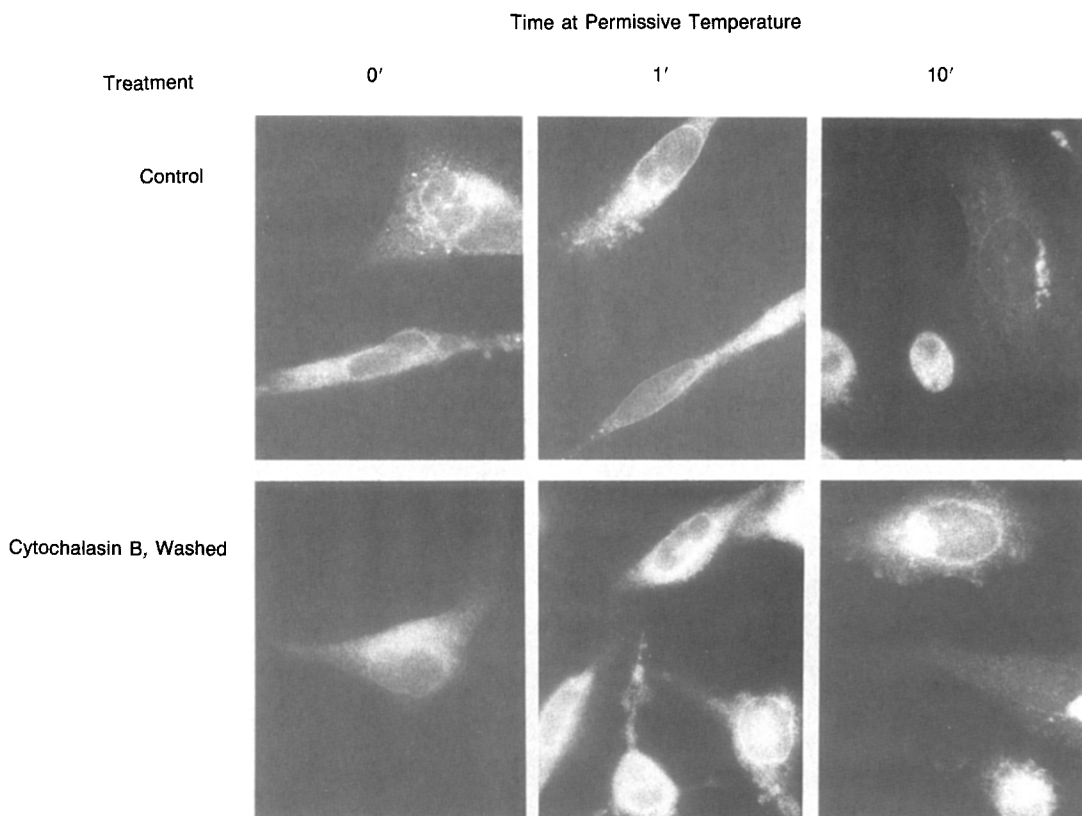 Time at Permissive Temperature
Treatment 0′ 1′ 10′
Control
Cytochalasin B, Washed